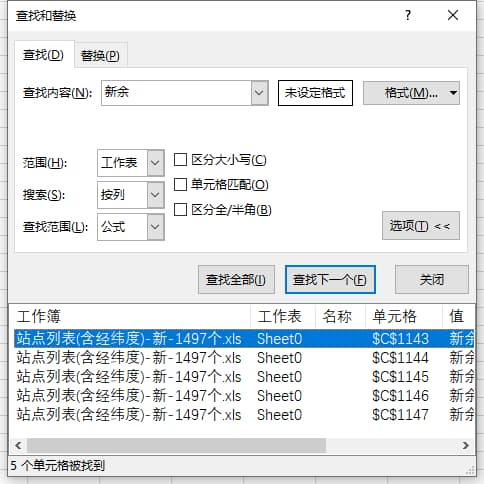 查找和替换 ? ×
查找(D) 替换(P)
查找内容(N): 新余 未设定格式 格式(M)...
范围(H): 工作表 区分大小写(C)
搜索(S): 按列 单元格匹配(O)
区分全/半角(B)
查找范围(L): 公式 选项(T) <<
查找全部(I) 查找下一个(F) 关闭
工作簿 工作表 名称 单元格 值
站点列表(含经纬度)-新-1497个.xls Sheet0 $C$1143 新余
站点列表(含经纬度)-新-1497个.xls Sheet0 $C$1144 新余
站点列表(含经纬度)-新-1497个.xls Sheet0 $C$1145 新余
站点列表(含经纬度)-新-1497个.xls Sheet0 $C$1146 新余
站点列表(含经纬度)-新-1497个.xls Sheet0 $C$1147 新余
5 个单元格被找到